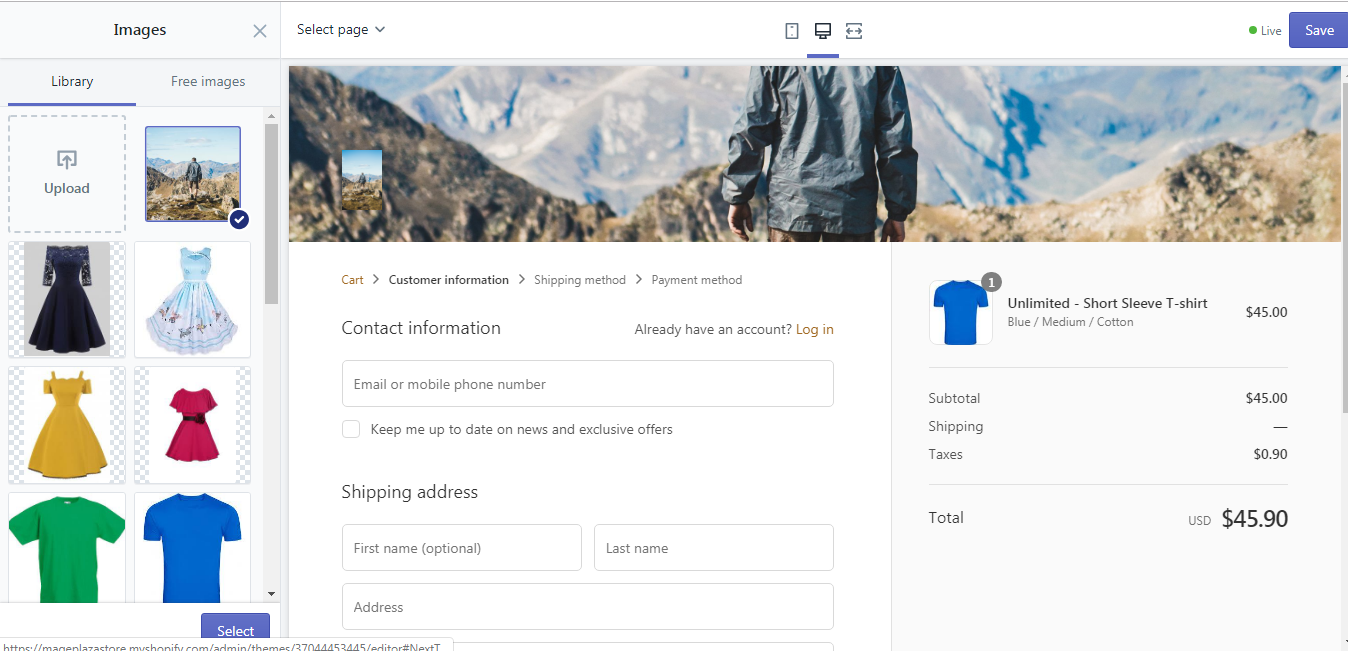 Images
Select page
Live
Save
Library
Free images
Upload
Cart
Customer information
Shipping method
Payment method
Contact information
Already have an account? Log in
Email or mobile phone number
Keep me up to date on news and exclusive offers
Shipping address
First name (optional)
Last name
Address
1
Unlimited - Short Sleeve T-shirt
$45.00
Blue / Medium / Cotton
Subtotal
$45.00
Shipping
—
Taxes
$0.90
Total
USD $45.90
Select
https://mageplazastore.myshopify.com/admin/themes/37044453445/editor#NextT...